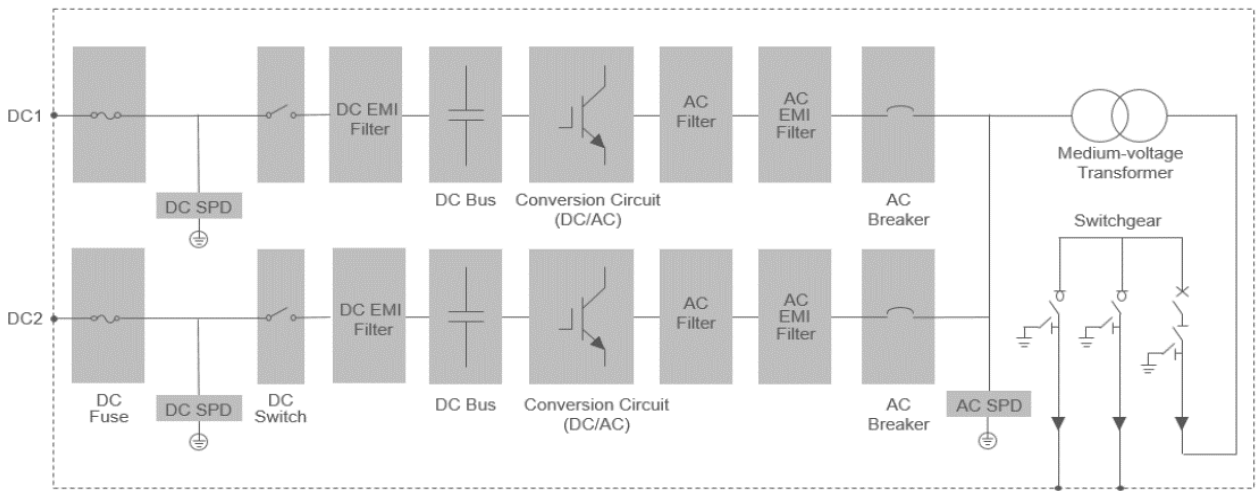 DC1
DC EMI
Filter
AC
Filter
AC
EMI
Filter
Medium-voltage
Transformer
DC SPD
DC Bus
Conversion Circuit
(DC/AC)
AC
Breaker
Switchgear
DC2
DC EMI
Filter
AC
Filter
AC
EMI
Filter
DC
Fuse
DC SPD
DC
Switch
DC Bus
Conversion Circuit
(DC/AC)
AC
Breaker
AC SPD